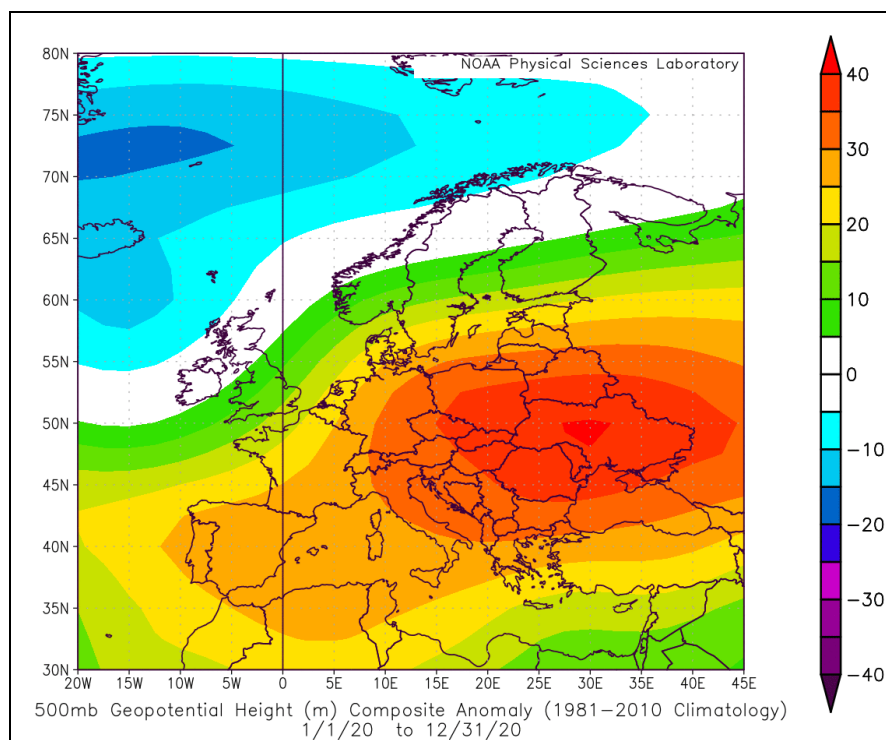 NOAA Physical Sciences Laboratory
80N
75N
70N
65N
60N
55N
50N
45N
40N
35N
30N
20W 15W 10W 5W 0 5E 10E 15E 20E 25E 30E 35E 40E 45E
40
30
20
10
0
−10
−20
−30
−40
500mb Geopotential Height (m) Composite Anomaly (1981−2010 Climatology)
1/1/20 to 12/31/20